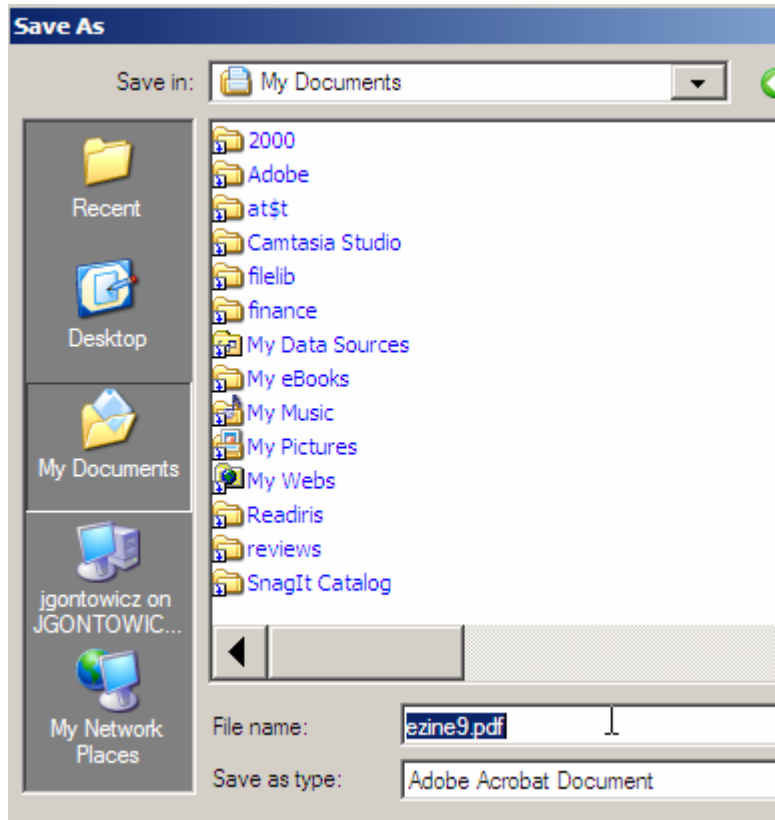 Save As
Save in:
My Documents
Recent
Desktop
My Documents
jgontowicz on
JGONTOWIC...
My Network
Places
2000
Adobe
at$t
Camtasia Studio
filelib
finance
My Data Sources
My eBooks
My Music
My Pictures
My Webs
Readiris
reviews
SnagIt Catalog
File name:
ezine9.pdf
Save as type:
Adobe Acrobat Document